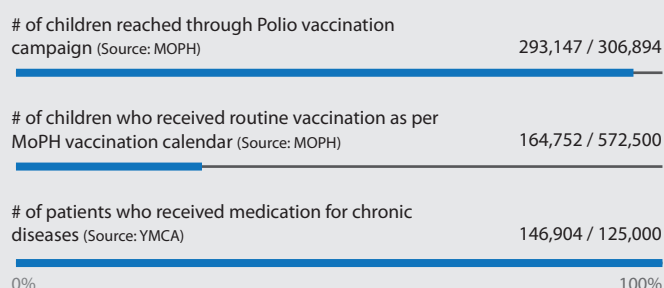 # of children reached through Polio vaccination
campaign (Source: MOPH) 293,147 / 306,894
# of children who received routine vaccination as per
MoPH vaccination calendar (Source: MOPH) 164,752 / 572,500
# of patients who received medication for chronic
diseases (Source: YMCA) 146,904 / 125,000
0% 100%